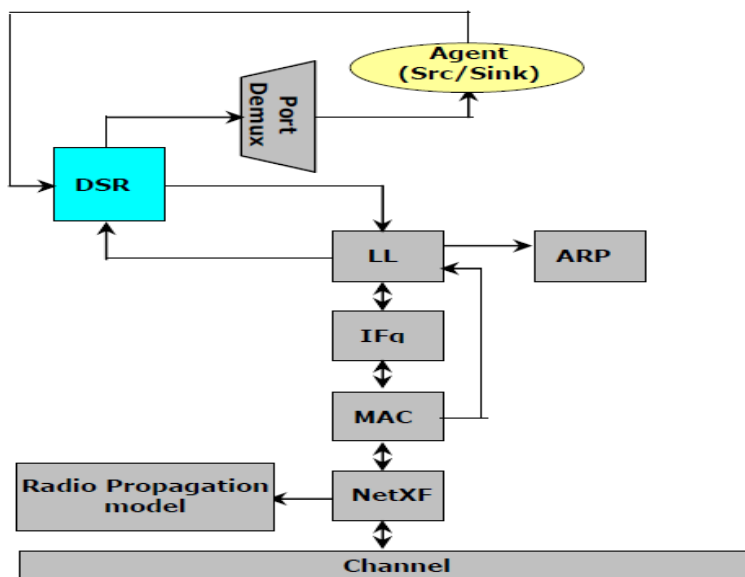 Agent
(Src/Sink)
Port
Demux
DSR
LL
ARP
IFq
MAC
Radio Propagation
model
NetXF
Channel